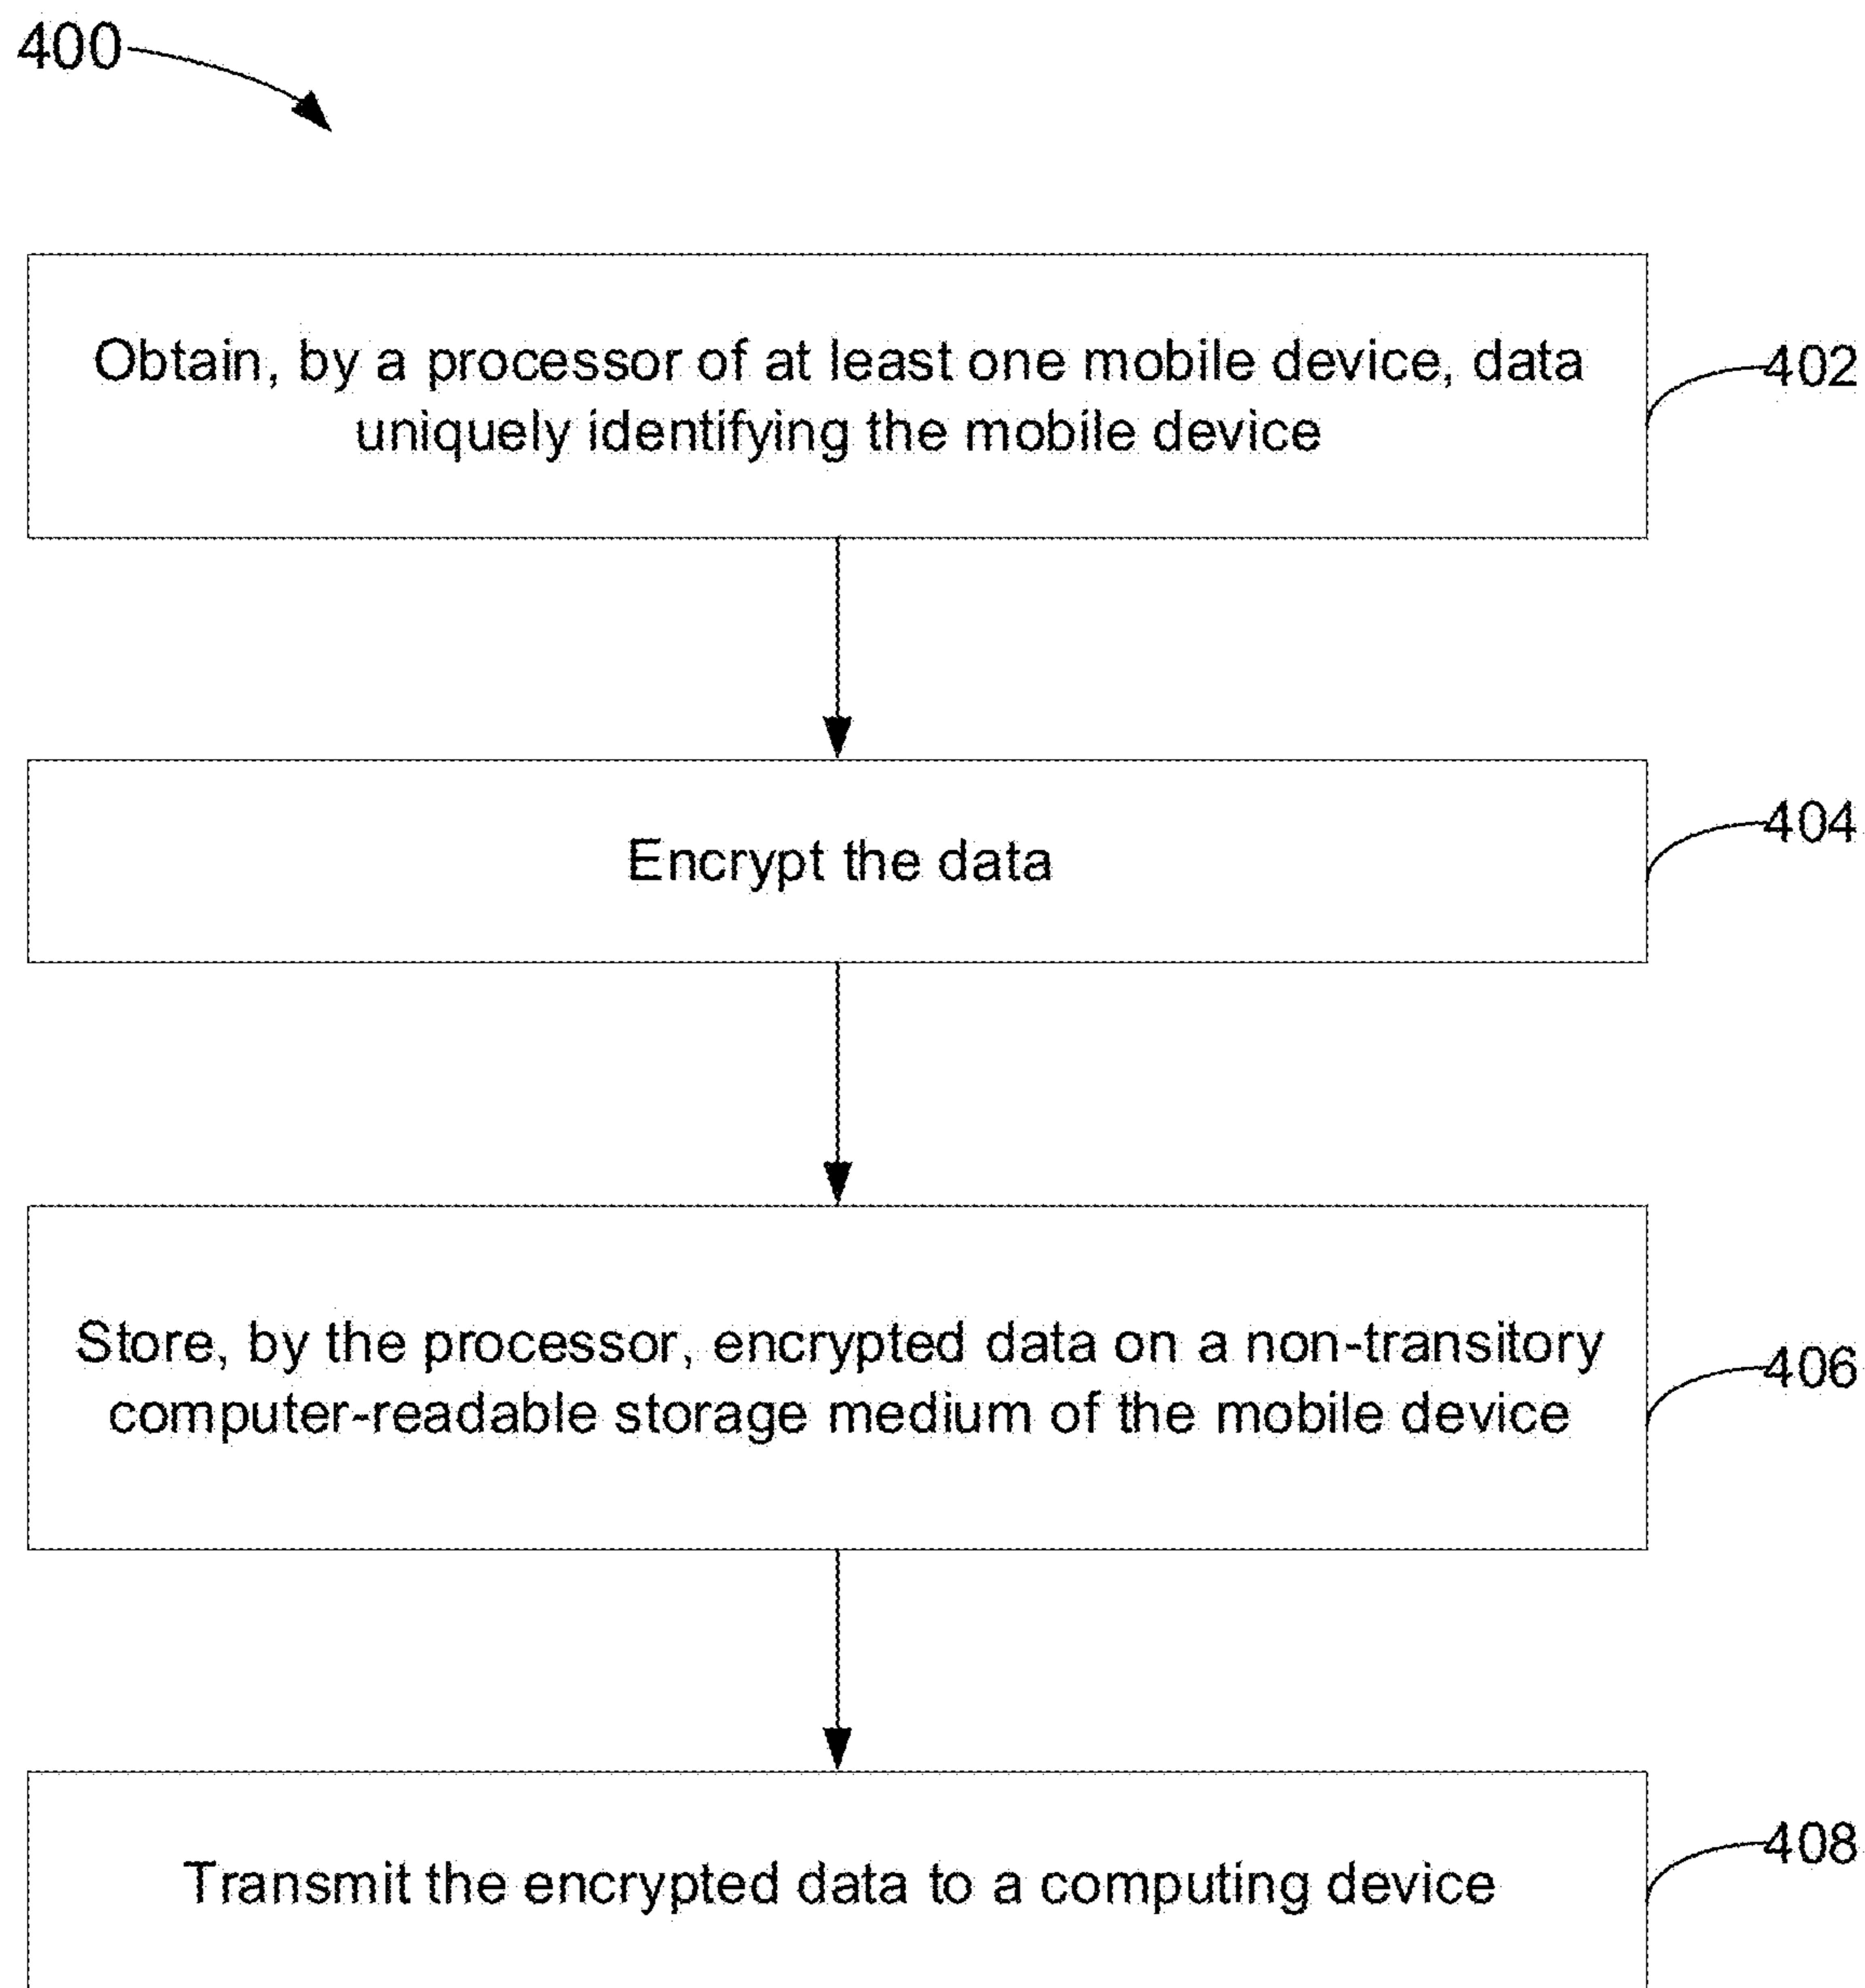 400
Obtain, by a processor of at least one mobile device, data
uniquely identifying the mobile device
402
Encrypt the data
404
Store, by the processor, encrypted data on a non-transitory
computer-readable storage medium of the mobile device
406
Transmit the encrypted data to a computing device
408